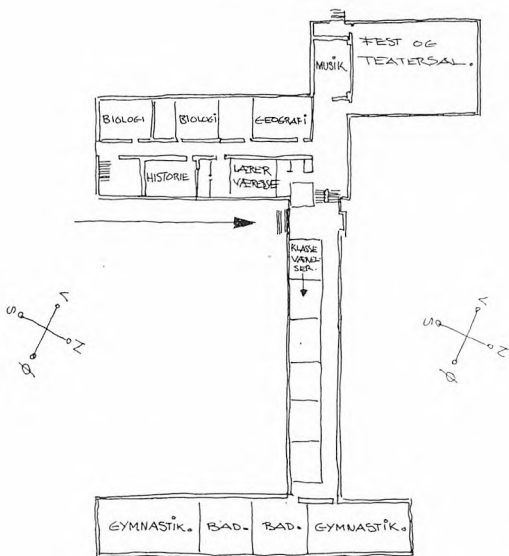 FEST OG
TEATERSAL.
MUSIK
BIOLOGI
BIOLOGI
GEOGRAFI
HISTORIE
LÆRER
VÆRELSE
KLASSE
VÆREL
SER.
V
S
N
Ø
V
S
N
Ø
GYMNASTIK.
BAD.
BAD.
GYMNASTIK.